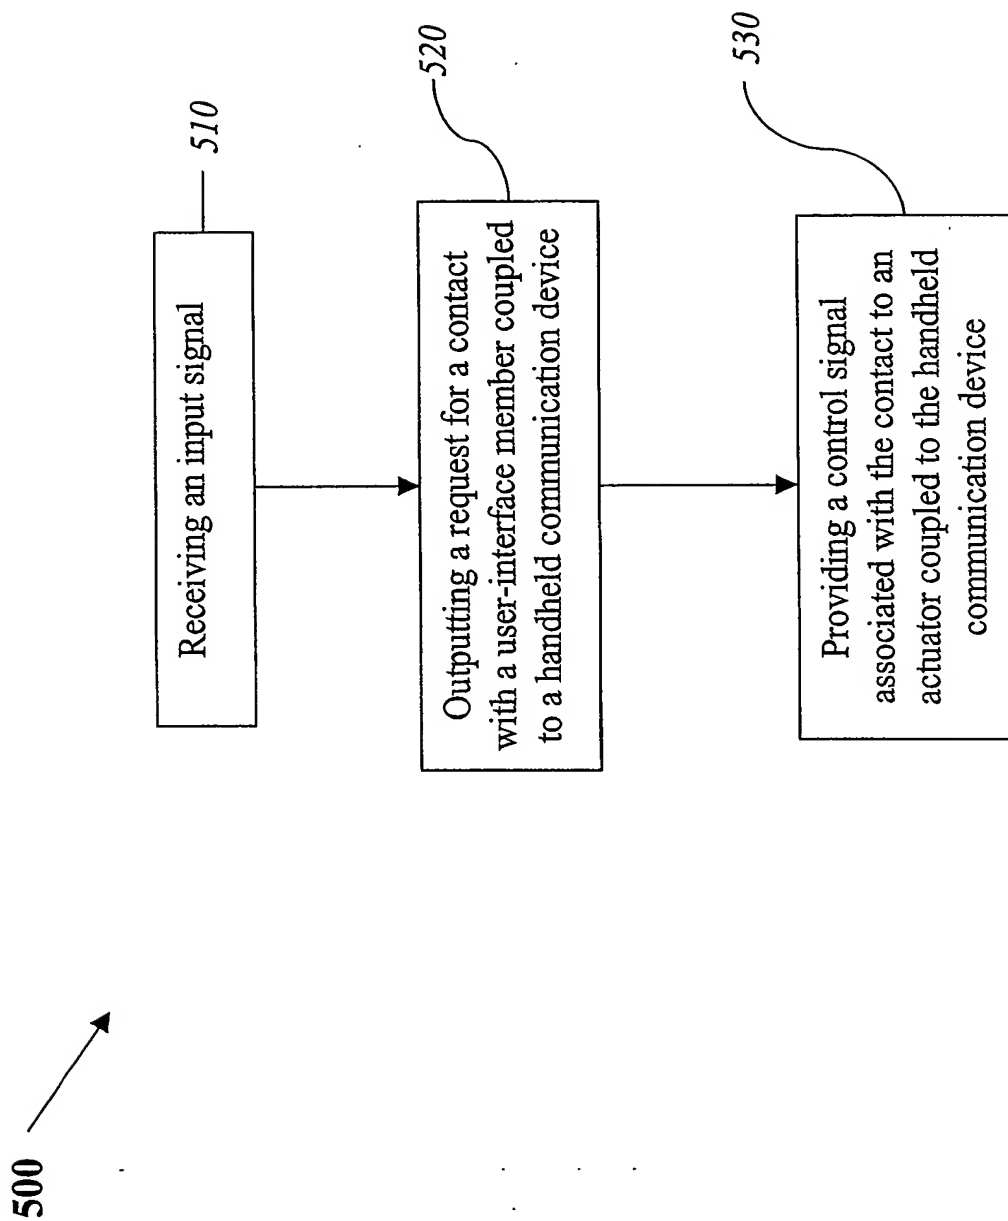 500
510
Receiving an input signal
520
Outputting a request for a contact
with a user-interface member coupled
to a handheld communication device
530
Providing a control signal
associated with the contact to an
actuator coupled to the handheld
communication device